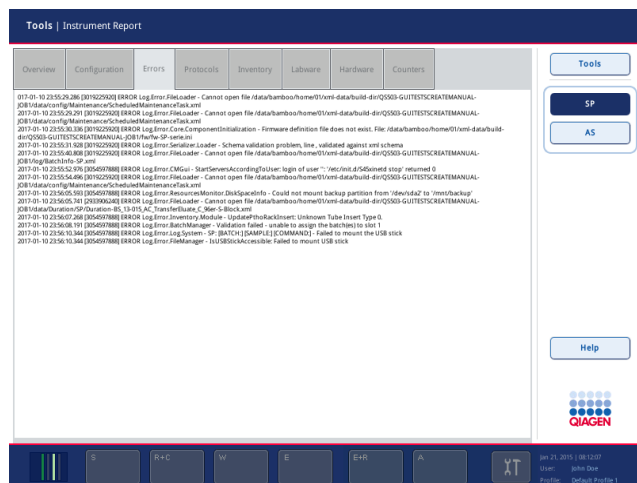 Tools | Instrument Report
Overview
Configuration
Errors
Protocols
Inventory
Labware
Hardware
Counters
017-01-10 23:55:29.286 [3019225920] ERROR Log.Error.FileLoader - Cannot open file /data/bamboo/home/01/xml-data/build-dir/QS503-GUITESTSCREATEMANUAL-
JOB1/data/config/Maintenance/ScheduledMaintenanceTask.xml
2017-01-10 23:55:29.291 [3019225920] ERROR Log.Error.FileLoader - Cannot open file /data/bamboo/home/01/xml-data/build-dir/QS503-GUITESTSCREATEMANUAL-
JOB1/data/config/Maintenance/ScheduledMaintenanceTask.xml
2017-01-10 23:55:30.336 [3019225920] ERROR Log.Error.Core.ComponentInitialization - Firmware definition file does not exist. File: /data/bamboo/home/01/xml-data/build-
dir/QS503-GUITESTSCREATEMANUAL-JOB1/fw/fw-SP-serie.ini
2017-01-10 23:55:31.928 [3019225920] ERROR Log.Error.Serializer.Loader - Schema validation problem, line , validated against xml schema
2017-01-10 23:55:40.808 [3019225920] ERROR Log.Error.FileLoader - Cannot open file /data/bamboo/home/01/xml-data/build-dir/QS503-GUITESTSCREATEMANUAL-
JOB1/log/BatchInfo-SP.xml
2017-01-10 23:55:52.976 [3054597888] ERROR Log.Error.CMGui - StartServersAccordingToUser: login of user '': '/etc/init.d/S45inetd stop' returned 0
2017-01-10 23:55:54.496 [3054597888] ERROR Log.Error.FileLoader - Cannot open file /data/bamboo/home/01/xml-data/build-dir/QS503-GUITESTSCREATEMANUAL-
JOB1/data/config/Maintenance/ScheduledMaintenanceTask.xml
2017-01-10 23:56:05.593 [3054597888] ERROR Log.Error.ResourcesMonitor.DiskSpaceInfo - Could not mount backup partition from '/dev/sda2' to '/mnt/backup'
2017-01-10 23:56:05.741 [2933906240] ERROR Log.Error.FileLoader - Cannot open file /data/bamboo/home/01/xml-data/build-dir/QS503-GUITESTSCREATEMANUAL-
JOB1/data/Duration/SP/Duration-BS_13-015_AC_TransferEluate_C_96er-S-Block.xml
2017-01-10 23:56:07.268 [3054597888] ERROR Log.Error.Inventory.Module - UpdatePthoRackInsert: Unknown Tube Insert Type 0.
2017-01-10 23:56:08.191 [3054597888] ERROR Log.Error.BatchManager - Validation failed - unable to assign the batch(es) to slot 1
2017-01-10 23:56:10.344 [3054597888] ERROR Log.Error.Log.System - SP: [BATCH:] [SAMPLE:] [COMMAND:] - Failed to mount the USB stick
2017-01-10 23:56:10.344 [3054597888] ERROR Log.Error.FileManager - IsUSBStickAccessible: Failed to mount USB stick
Tools
SP
AS
Help
QIAGEN
S
R+C
W
E
E+R
A
Jan 21, 2015 | 08:12:07
User: John Doe
Profile: Default Profile 1